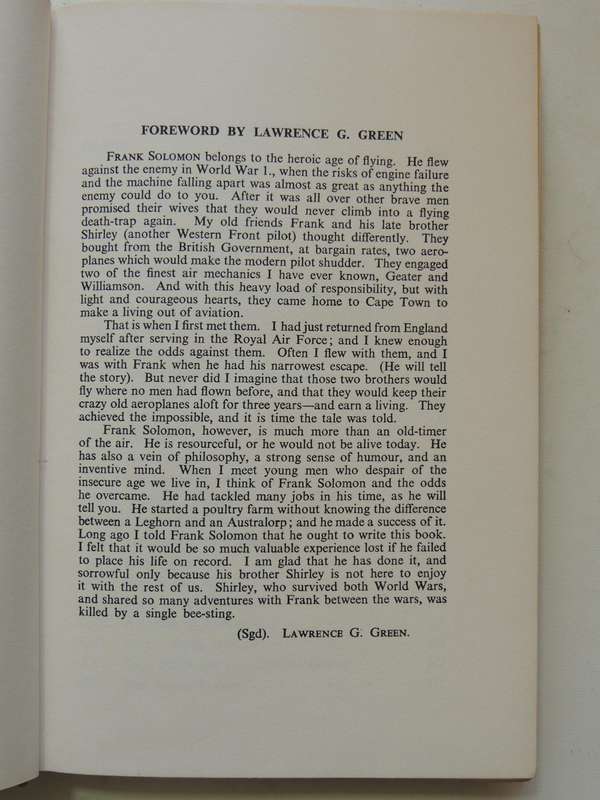 FOREWORD BY LAWRENCE G. GREEN
FRANK SOLOMON belongs to the heroic age of flying. He flew
against the enemy in World War 1., when the risks of engine failure
and the machine falling apart was almost as great as anything the
enemy could do to you. After it was all over other brave men
promised their wives that they would never climb into a flying
death-trap again. My old friends Frank and his late brother
Shirley (another Western Front pilot) thought differently. They
bought from the British Government, at bargain rates, two aero-
planes which would make the modern pilot shudder. They engaged
two of the finest air mechanics I have ever known, Geater and
Williamson. And with this heavy load of responsibility, but with
light and courageous hearts, they came home to Cape Town to
make a living out of aviation.
That is when I first met them. I had just returned from England
myself after serving in the Royal Air Force; and I knew enough
to realize the odds against them. Often I flew with them, and I
was with Frank when he had his narrowest escape. (He will tell
the story). But never did I imagine that those two brothers would
fly where no men had flown before, and that they would keep their
crazy old aeroplanes aloft for three years—and earn a living. They
achieved the impossible, and it is time the tale was told.
Frank Solomon, however, is much more than an old-timer
of the air. He is resourceful, or he would not be alive today. He
has also a vein of philosophy, a strong sense of humour, and an
inventive mind. When I meet young men who despair of the
insecure age we live in, I think of Frank Solomon and the odds
he overcame. He had tackled many jobs in his time, as he will
tell you. He started a poultry farm without knowing the difference
between a Leghorn and an Australorp; and he made a success of it.
Long ago I told Frank Solomon that he ought to write this book.
I felt that it would be so much valuable experience lost if he failed
to place his life on record. I am glad that he has done it, and
sorrowful only because his brother Shirley is not here to enjoy
it with the rest of us. Shirley, who survived both World Wars,
and shared so many adventures with Frank between the wars, was
killed by a single bee-sting.
(Sgd). LAWRENCE G. GREEN.